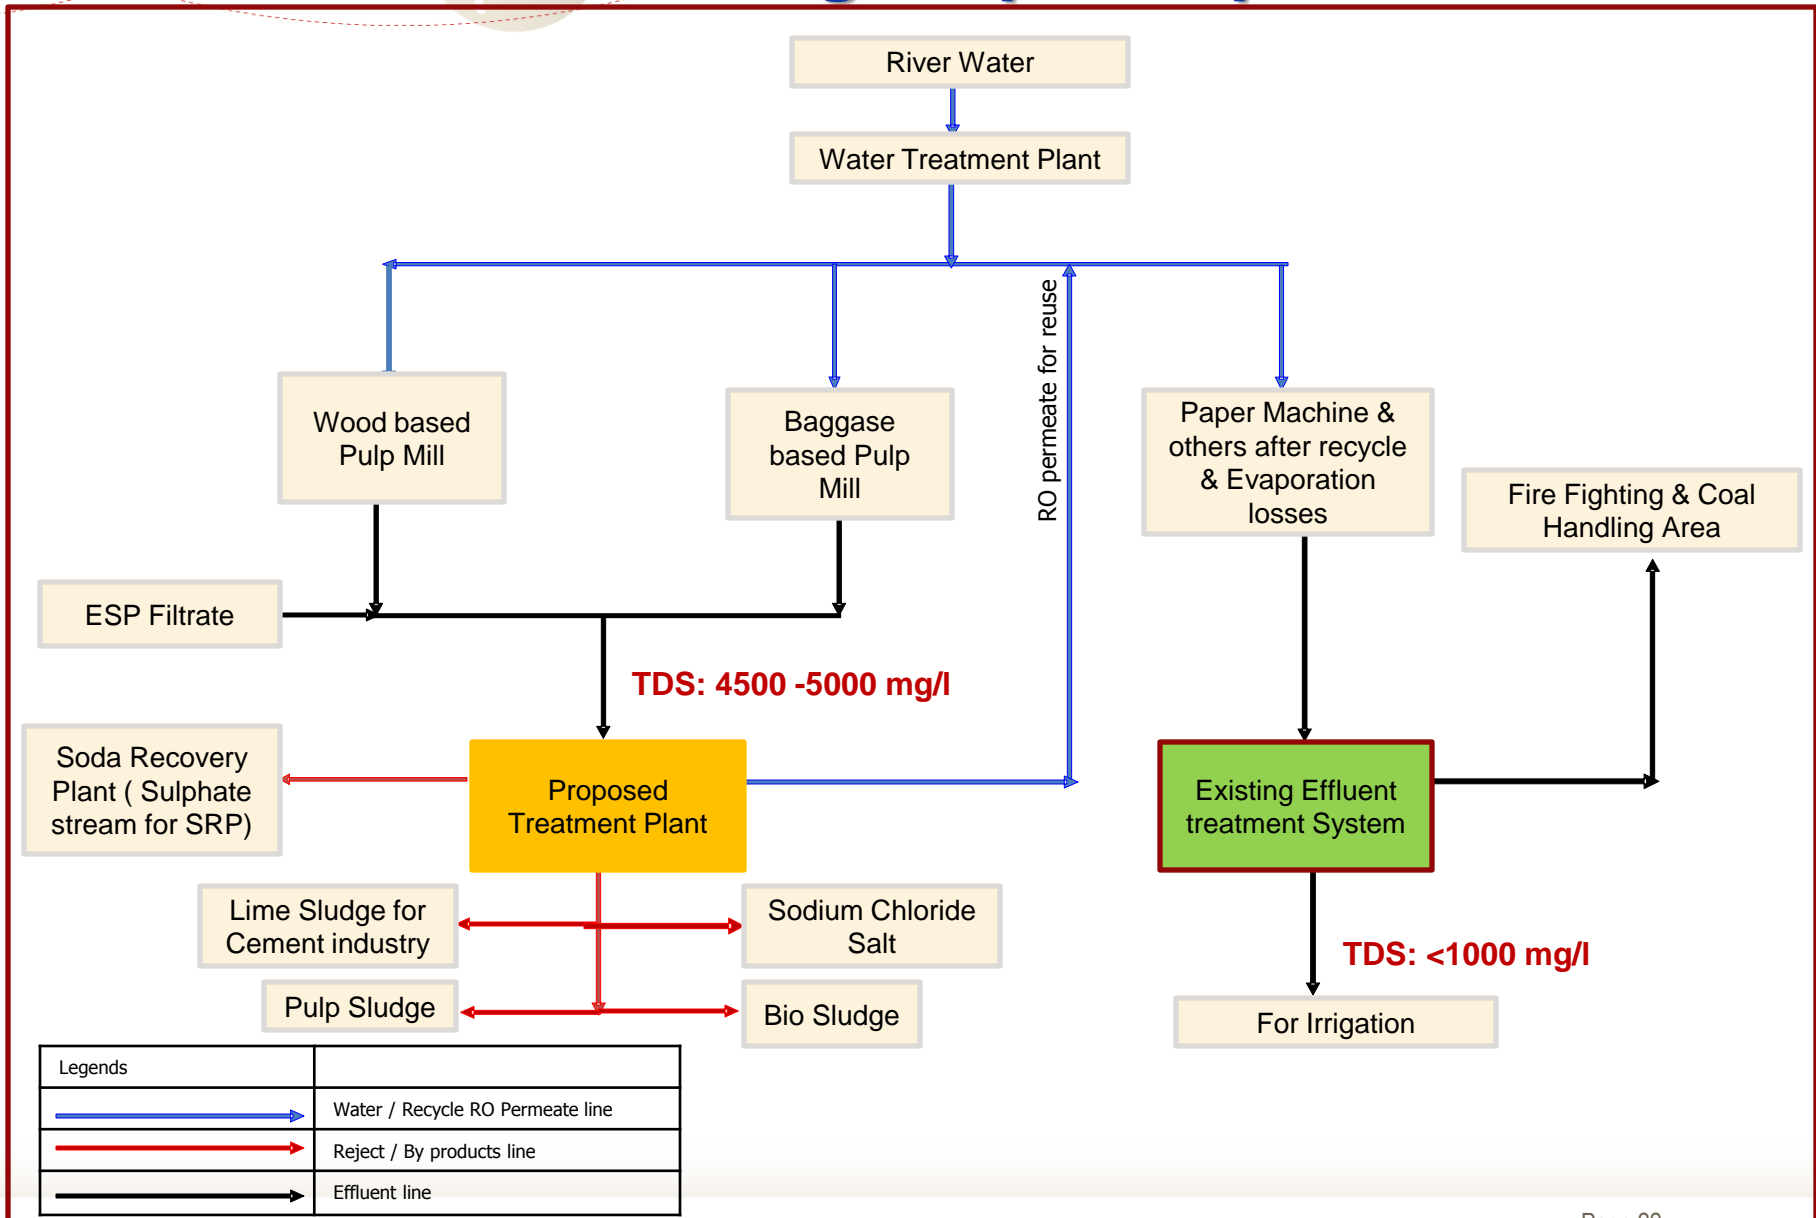 River Water
Water Treatment Plant
RO permeate for reuse
Wood based
Pulp Mill
Baggase
based Pulp
Mill
Paper Machine &
others after recycle
& Evaporation
losses
Fire Fighting & Coal
Handling Area
ESP Filtrate
TDS: 4500 -5000 mg/l
Soda Recovery
Plant ( Sulphate
stream for SRP)
Proposed
Treatment Plant
Existing Effluent
treatment System
Lime Sludge for
Cement industry
Sodium Chloride
Salt
TDS: <1000 mg/l
Pulp Sludge
Bio Sludge
For Irrigation
Legends
Water / Recycle RO Permeate line
Reject / By products line
Effluent line